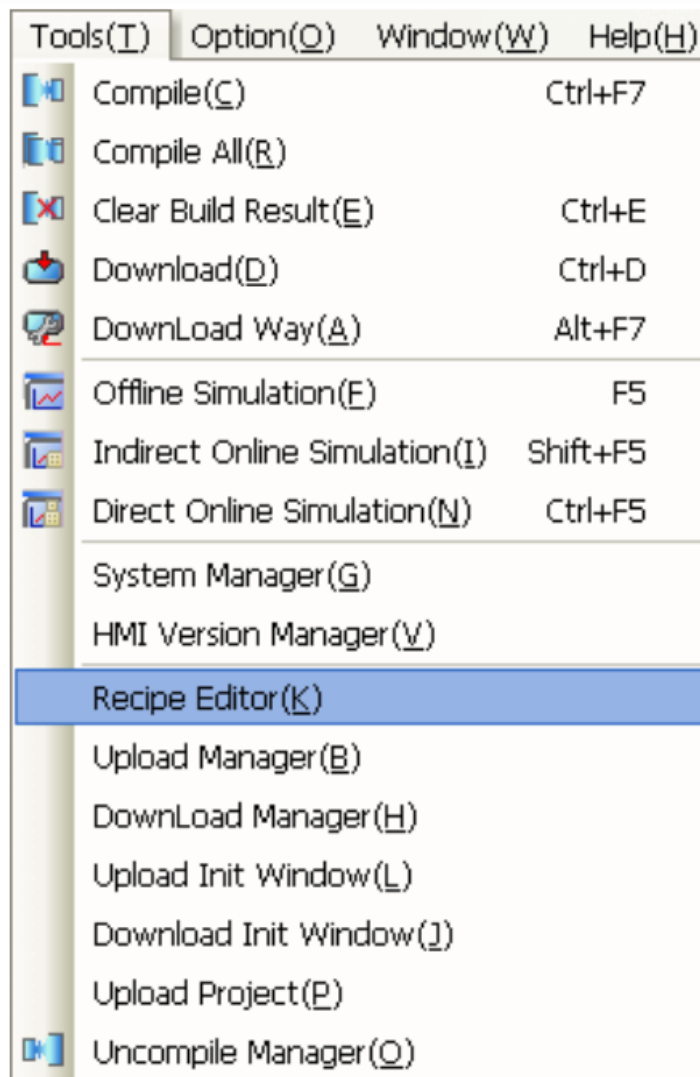 Tools(T) Option(O) Window(W) Help(H)
Compile(C) Ctrl+F7
Compile All(R)
Clear Build Result(E) Ctrl+E
Download(D) Ctrl+D
DownLoad Way(A) Alt+F7
Offline Simulation(F) F5
Indirect Online Simulation(I) Shift+F5
Direct Online Simulation(N) Ctrl+F5
System Manager(G)
HMI Version Manager(V)
Recipe Editor(K)
Upload Manager(B)
DownLoad Manager(H)
Upload Init Window(L)
Download Init Window(J)
Upload Project(P)
Uncompile Manager(O)